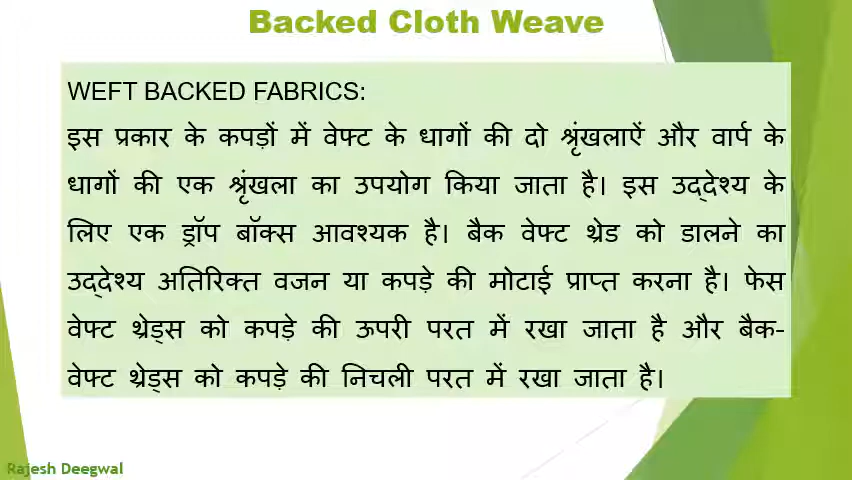 Backed Cloth Weave
WEFT BACKED FABRICS:
इस प्रकार के कपड़ों में वेफ्ट के धागों की दो श्रृंखलाऐं और वार्प के
धागों की एक श्रृंखला का उपयोग किया जाता है। इस उद्देश्य के
लिए एक ड्रॉप बॉक्स आवश्यक है। बैक वेफ्ट थ्रेड को डालने का
उद्देश्य अतिरिक्त वजन या कपड़े की मोटाई प्राप्त करना है। फेस
वेफ्ट थ्रेड्स को कपड़े की ऊपरी परत में रखा जाता है और बैक-
वेफ्ट थ्रेड्स को कपड़े की निचली परत में रखा जाता है।
Rajesh Deegwal